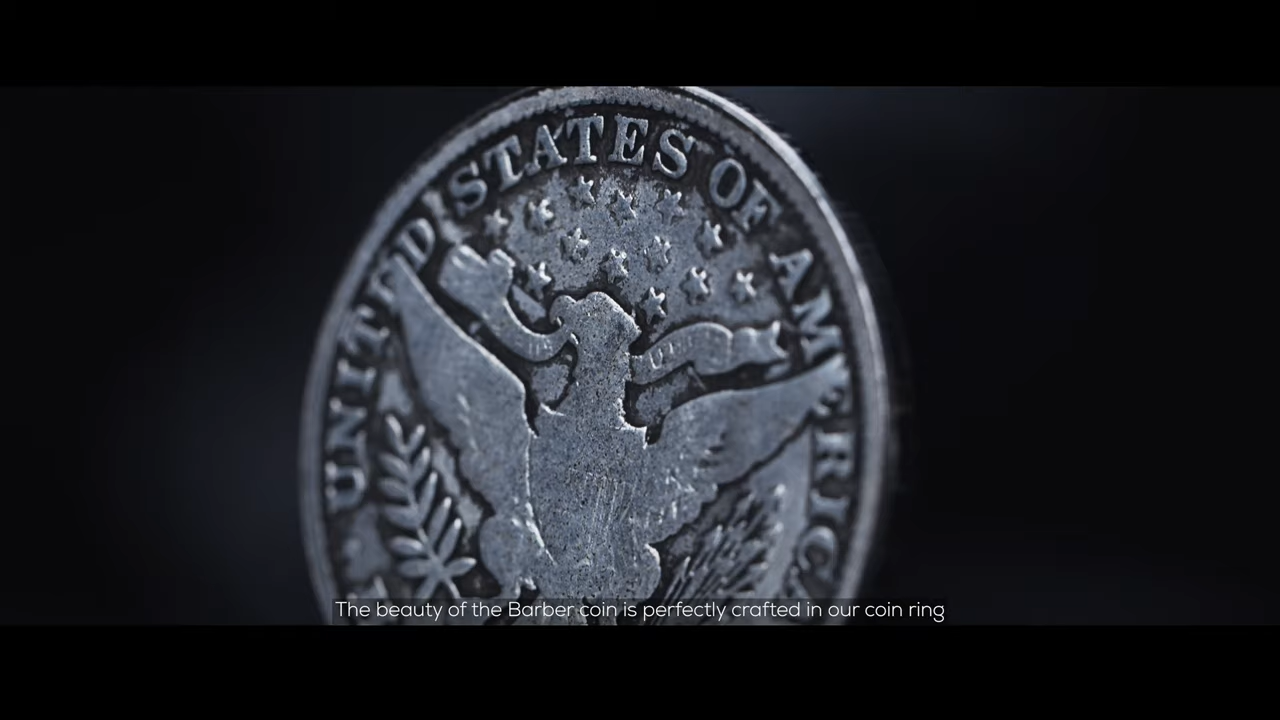 UNITED STATES OF AMERICA
The beauty of the Barber coin is perfectly crafted in our coin ring